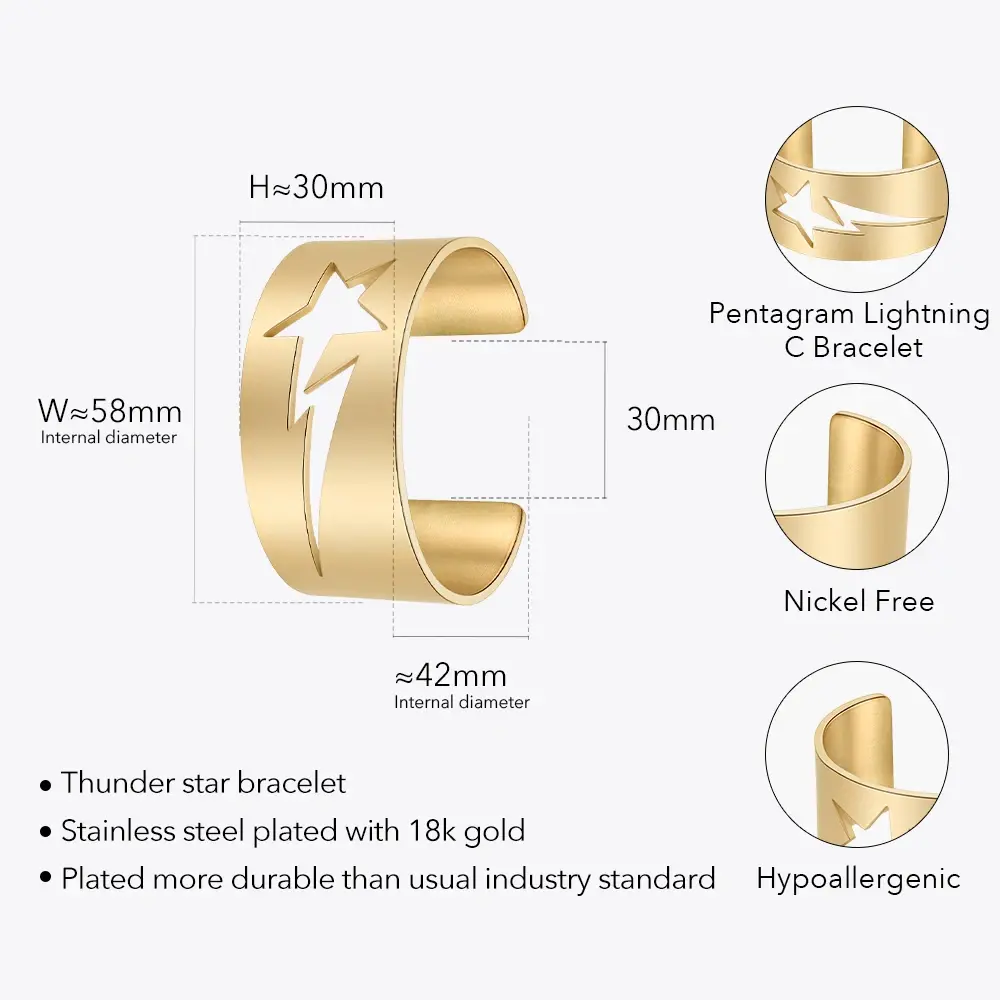 H≈30mm
W≈58mm
Internal diameter
30mm
≈42mm
Internal diameter
Pentagram Lightning
C Bracelet
Nickel Free
Hypoallergenic
• Thunder star bracelet
• Stainless steel plated with 18k gold
• Plated more durable than usual industry standard